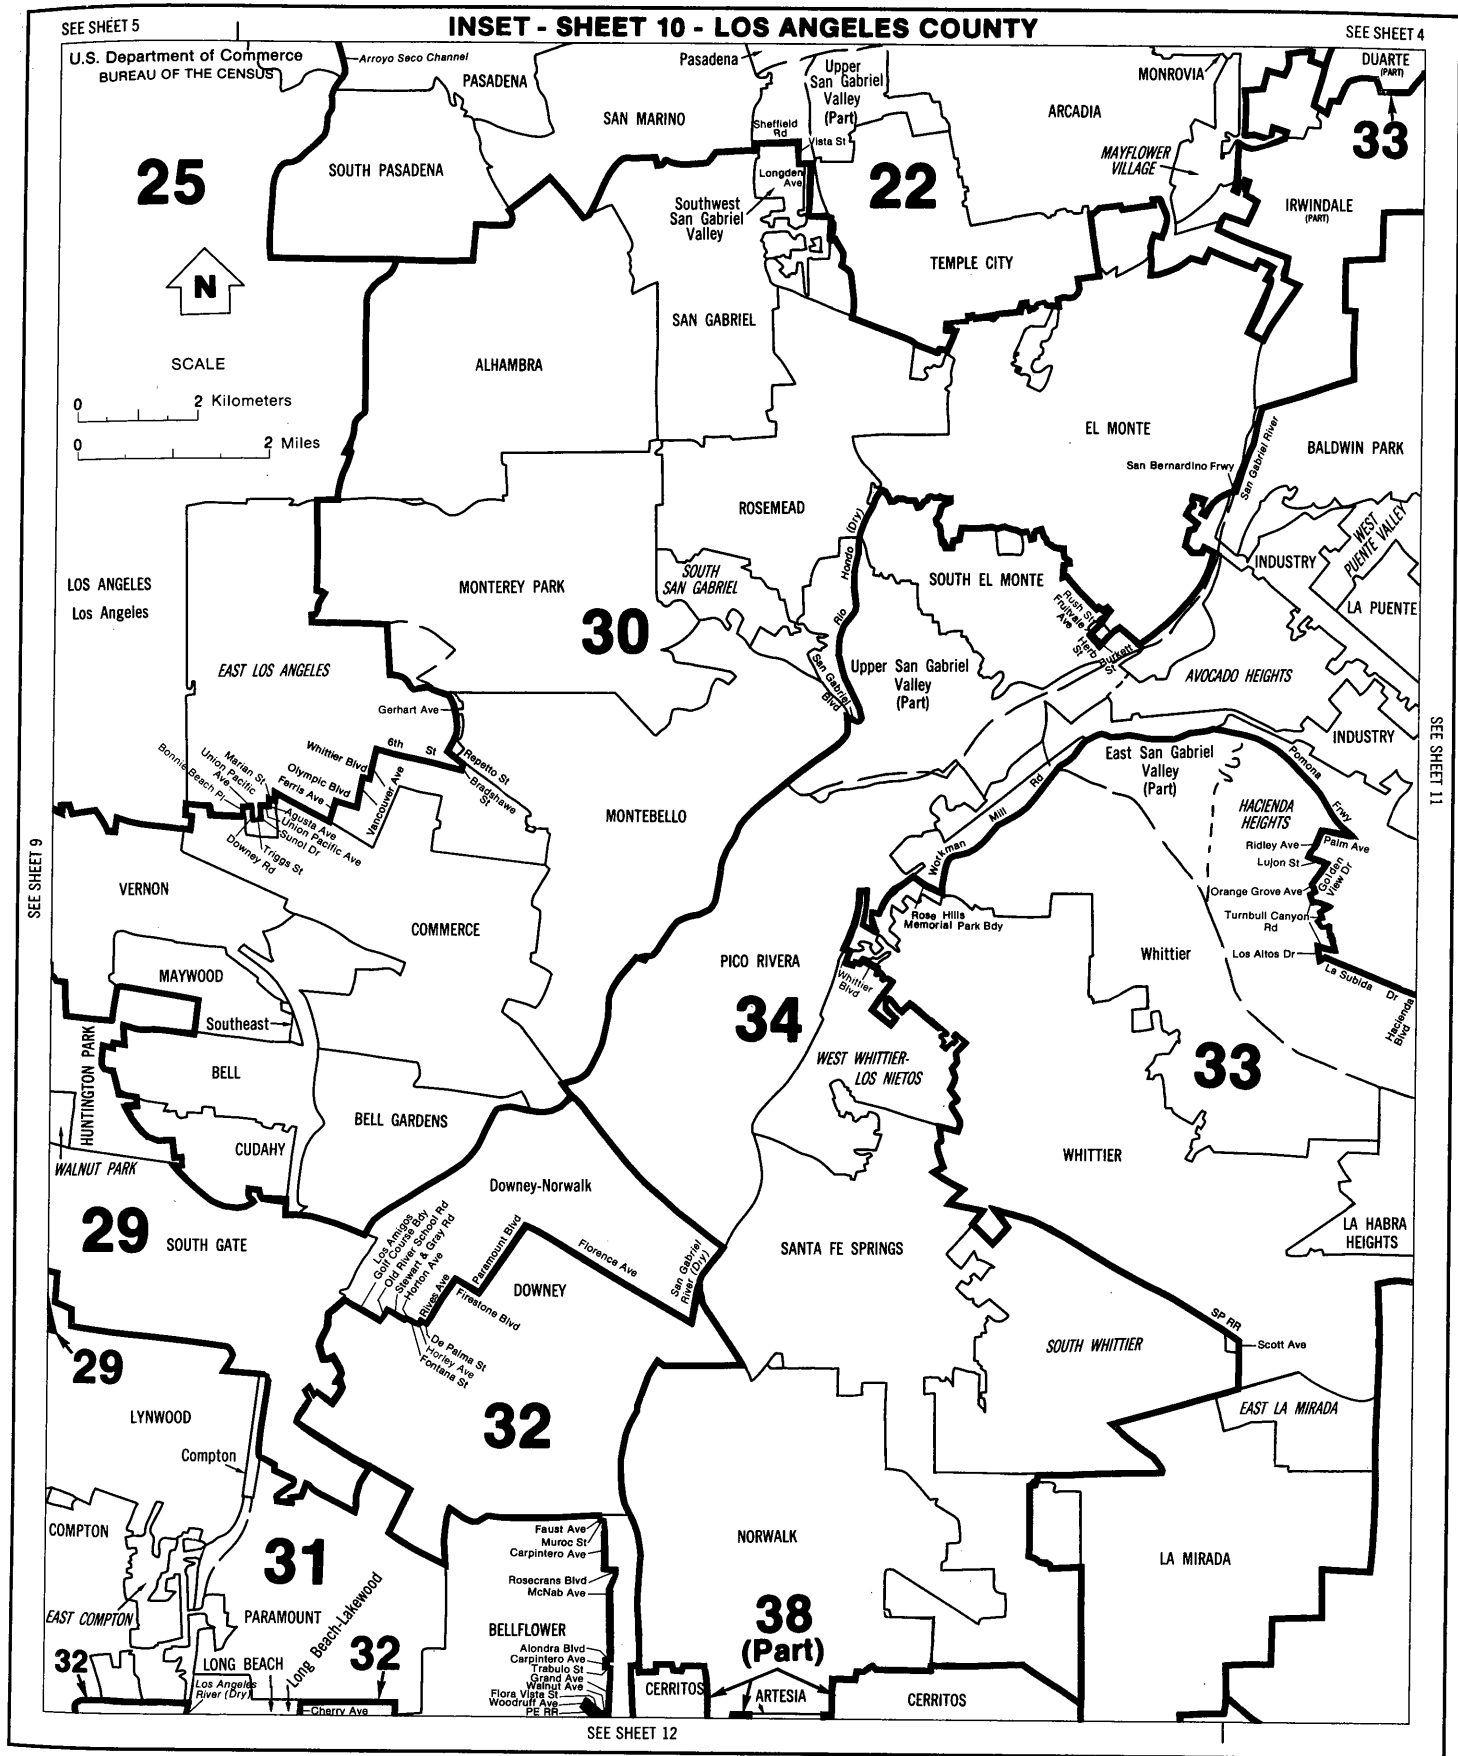 SEE SHEET 5
INSET - SHEET 10 - LOS ANGELES COUNTY
SEE SHEET 4
U.S. Department of Commerce
BUREAU OF THE CENSUS
Arroyo Seco Channel
PASADENA
Pasadena
Upper
San Gabriel
Valley
(Part)
MONROVIA
DUARTE
(PART)
SAN MARINO
ARCADIA
33
Sheffield
Rd
Vista St
25
SOUTH PASADENA
Longden
Ave
22
MAYFLOWER
VILLAGE
Southwest
San Gabriel
Valley
IRWINDALE
(PART)
N
TEMPLE CITY
SAN GABRIEL
SCALE
ALHAMBRA
0 2 Kilometers
0 2 Miles
EL MONTE
BALDWIN PARK
San Bernardino Frwy
San Gabriel River
ROSEMEAD
Rio Hondo (Dry)
WEST
PUENTE VALLEY
INDUSTRY
LOS ANGELES
Los Angeles
MONTEREY PARK
SOUTH
SAN GABRIEL
SOUTH EL MONTE
LA PUENTE
30
Rush St
Fruitvale
Ave
Herb
St
Burkett
St
EAST LOS ANGELES
San Gabriel
Blvd
Upper San Gabriel
Valley
(Part)
AVOCADO HEIGHTS
Gerhart Ave
INDUSTRY
SEE SHEET 11
6th St
Repetto St
Bradshawe
St
Whittier Blvd
Olympic Blvd
Ferris Ave
Vancouver Ave
Marian St
Union Pacific
Ave
Bonnie Beach Pl
East San Gabriel
Valley
(Part)
Pomona Frwy
Agusta Ave
Union Pacific Ave
Sunol Dr
Triggs St
Downey Rd
MONTEBELLO
Workman Mill Rd
HACIENDA
HEIGHTS
Ridley Ave
Palm Ave
Lujon St
Golden
View Dr
Orange Grove Ave
Turnbull Canyon
Rd
Los Altos Dr
La Subida Dr
Hacienda
Blvd
SEE SHEET 9
VERNON
COMMERCE
Rose Hills
Memorial Park Bdy
Whittier
PICO RIVERA
Whittier
Blvd
MAYWOOD
Southeast
34
HUNTINGTON PARK
BELL
WEST WHITTIER-
LOS NIETOS
33
BELL GARDENS
CUDAHY
WALNUT PARK
WHITTIER
Downey-Norwalk
29
SOUTH GATE
Los Amigos
Golf Course Bdy
Old River School Rd
Stewart & Gray Rd
Horton Ave
Rives Ave
Paramount Blvd
Florence Ave
San Gabriel
River (Dry)
SANTA FE SPRINGS
LA HABRA
HEIGHTS
DOWNEY
Firestone Blvd
De Palma St
Horley Ave
Fontana St
SP RR
Scott Ave
SOUTH WHITTIER
29
LYNWOOD
32
EAST LA MIRADA
Compton
COMPTON
Faust Ave
Muroc St
Carpintero Ave
NORWALK
LA MIRADA
31
Rosecrans Blvd
McNab Ave
EAST COMPTON
PARAMOUNT
Long Beach-Lakewood
BELLFLOWER
38
(Part)
Alondra Blvd
Carpintero Ave
Trabulo St
Grand Ave
Walnut Ave
Flora Vista St
Woodruff Ave
PE RR
32
LONG BEACH
32
Los Angeles
River (Dry)
Cherry Ave
CERRITOS
ARTESIA
CERRITOS
SEE SHEET 12